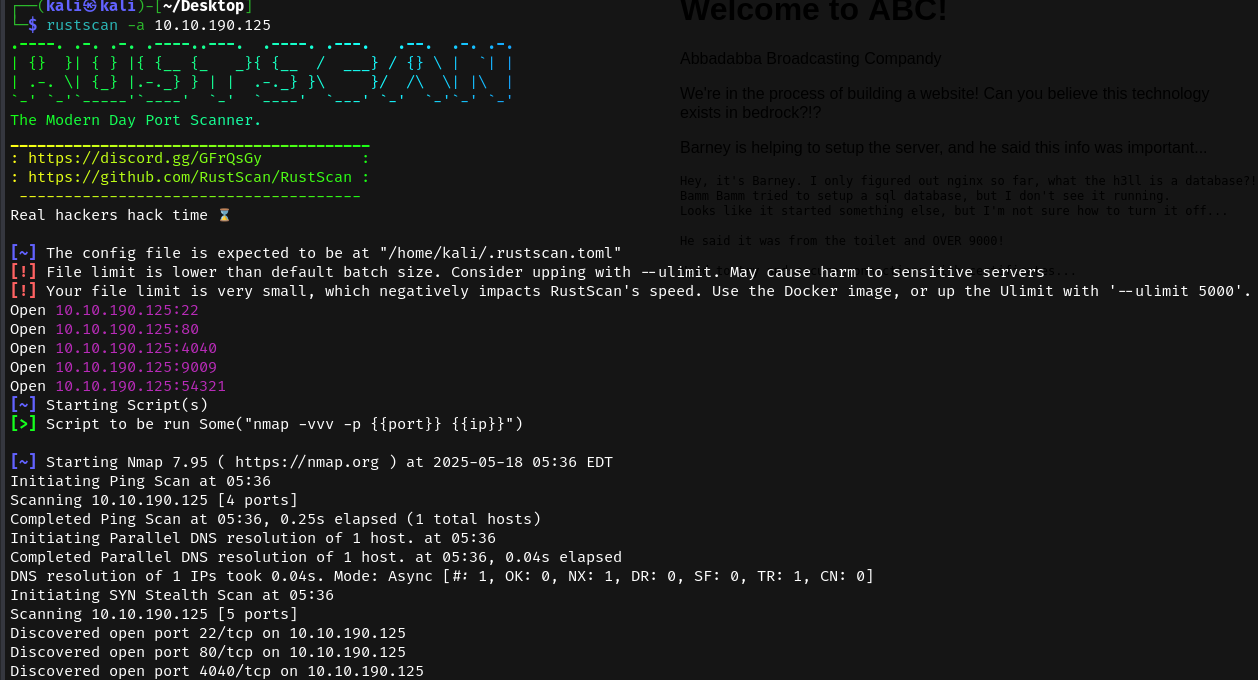 ┌──(kali㉿kali)-[~/Desktop]
└─$ rustscan -a 10.10.190.125
.----. .-. .-. .----..---.  .----. .---.   .--.  .-. .-.
| {}  }| { } |{ {__ {_   _}{ {__  /  ___} / {} \ |  `| |
| .-. \| {_} |.-._} } | |  .-._} }\     }/  /\  \| |\  |
`-' `-'`-----'`----'  `-'  `----'  `---' `-'  `-'`-' `-'
The Modern Day Port Scanner.
________________________________________
: https://discord.gg/GFrQsGy           :
: https://github.com/RustScan/RustScan :
 --------------------------------------
Real hackers hack time ⌛
[~] The config file is expected to be at "/home/kali/.rustscan.toml"
[!] File limit is lower than default batch size. Consider upping with --ulimit. May cause harm to sensitive servers
[!] Your file limit is very small, which negatively impacts RustScan's speed. Use the Docker image, or up the Ulimit with '--ulimit 5000'.
Open 10.10.190.125:22
Open 10.10.190.125:80
Open 10.10.190.125:4040
Open 10.10.190.125:9009
Open 10.10.190.125:54321
[~] Starting Script(s)
[>] Script to be run Some("nmap -vvv -p {{port}} {{ip}}")
[~] Starting Nmap 7.95 ( https://nmap.org ) at 2025-05-18 05:36 EDT
Initiating Ping Scan at 05:36
Scanning 10.10.190.125 [4 ports]
Completed Ping Scan at 05:36, 0.25s elapsed (1 total hosts)
Initiating Parallel DNS resolution of 1 host. at 05:36
Completed Parallel DNS resolution of 1 host. at 05:36, 0.04s elapsed
DNS resolution of 1 IPs took 0.04s. Mode: Async [#: 1, OK: 0, NX: 1, DR: 0, SF: 0, TR: 1, CN: 0]
Initiating SYN Stealth Scan at 05:36
Scanning 10.10.190.125 [5 ports]
Discovered open port 22/tcp on 10.10.190.125
Discovered open port 80/tcp on 10.10.190.125
Discovered open port 4040/tcp on 10.10.190.125
Welcome to ABC!
Abbadabba Broadcasting Compandy
We're in the process of building a website! Can you believe this technology
exists in bedrock?!?
Barney is helping to setup the server, and he said this info was important...
Hey, it's Barney. I only figured out nginx so far, what the h3ll is a database?!
Bamm Bamm tried to setup a sql database, but I don't see it running.
Looks like it started something else, but I'm not sure how to turn it off...
He said it was from the toilet and OVER 9000!